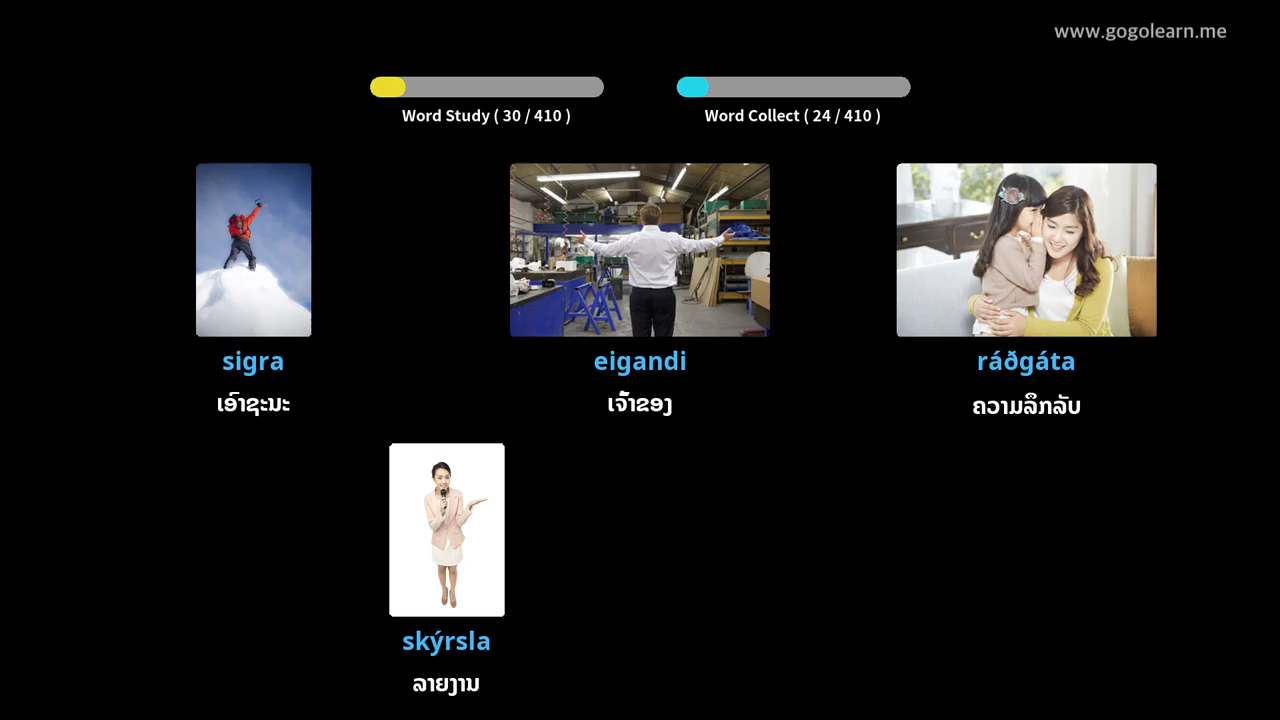 www.gogolearn.me
Word Study ( 30 / 410 )
Word Collect ( 24 / 410 )
sigra
ເອົາຊະນະ
eigandi
ເຈົ້າຂອງ
ráðgáta
ຄວາມລຶກລັບ
skýrsla
ລາຍງານ